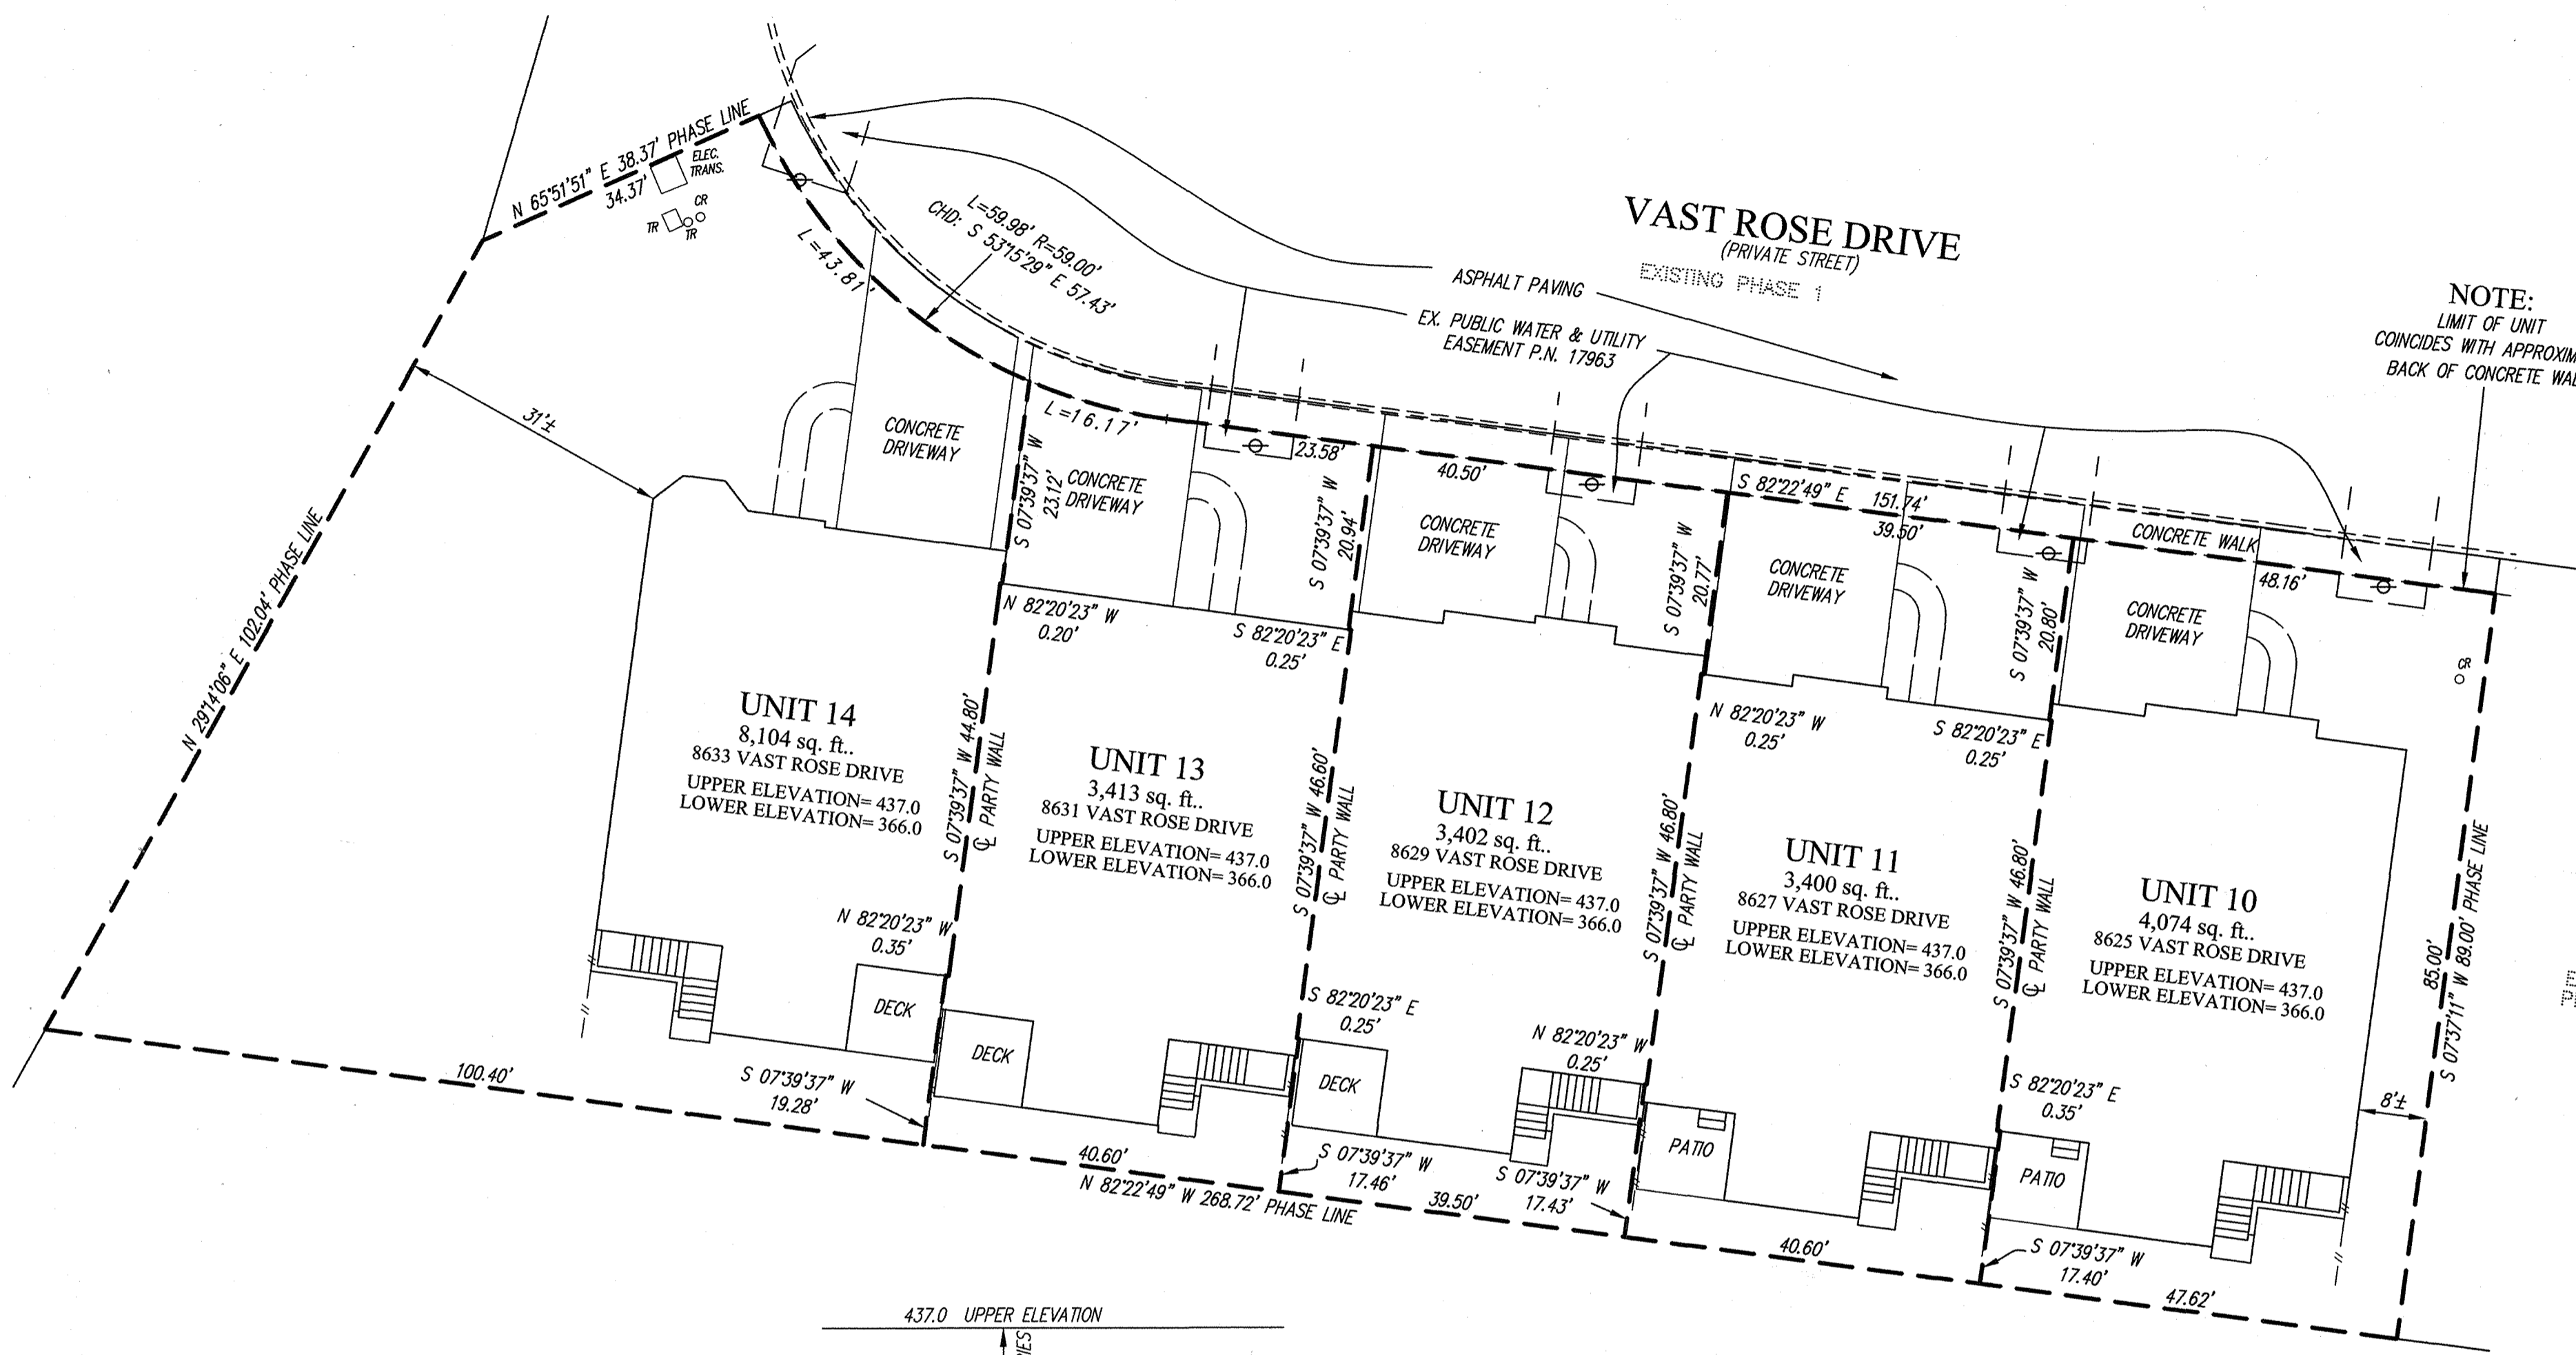 N 65°51'51" E 38.37' PHASE LINE
34.37'
ELEC.
TRANS.
CR
TR
TR
L=59.98' R=59.00'
CHD: S 53°15'29" E 57.43'
L=43.81'
VAST ROSE DRIVE
(PRIVATE STREET)
EXISTING PHASE 1
ASPHALT PAVING
EX. PUBLIC WATER & UTILITY
EASEMENT P.N. 17963
NOTE:
LIMIT OF UNIT
COINCIDES WITH APPROXIM
BACK OF CONCRETE WA
31'±
CONCRETE
DRIVEWAY
L=16.17'
S 07°39'37" W
23.12'
CONCRETE
DRIVEWAY
23.58'
S 07°39'37" W
20.94'
40.50'
CONCRETE
DRIVEWAY
S 07°39'37" W
20.77'
S 82°22'49" E 151.74'
39.50'
CONCRETE
DRIVEWAY
S 07°39'37" W
20.80'
CONCRETE WALK
48.16'
CONCRETE
DRIVEWAY
CR
N 29°14'06" E 102.04' PHASE LINE
N 82°20'23" W
0.20'
S 82°20'23" E
0.25'
N 82°20'23" W
0.25'
S 82°20'23" E
0.25'
UNIT 14
8,104 sq. ft..
8633 VAST ROSE DRIVE
UPPER ELEVATION= 437.0
LOWER ELEVATION= 366.0
S 07°39'37" W 44.80'
℄ PARTY WALL
UNIT 13
3,413 sq. ft..
8631 VAST ROSE DRIVE
UPPER ELEVATION= 437.0
LOWER ELEVATION= 366.0
S 07°39'37" W 46.60'
℄ PARTY WALL
UNIT 12
3,402 sq. ft..
8629 VAST ROSE DRIVE
UPPER ELEVATION= 437.0
LOWER ELEVATION= 366.0
S 07°39'37" W 46.80'
℄ PARTY WALL
UNIT 11
3,400 sq. ft..
8627 VAST ROSE DRIVE
UPPER ELEVATION= 437.0
LOWER ELEVATION= 366.0
S 07°39'37" W 46.80'
℄ PARTY WALL
UNIT 10
4,074 sq. ft..
8625 VAST ROSE DRIVE
UPPER ELEVATION= 437.0
LOWER ELEVATION= 366.0
85.00'
S 07°37'11" W 89.00' PHASE LINE
N 82°20'23" W
0.35'
DECK
DECK
S 82°20'23" E
0.25'
DECK
N 82°20'23" W
0.25'
PATIO
S 82°20'23" E
0.35'
PATIO
8'±
100.40'
S 07°39'37" W
19.28'
40.60'
N 82°22'49" W 268.72' PHASE LINE
S 07°39'37" W
17.46'
39.50'
S 07°39'37" W
17.43'
40.60'
S 07°39'37" W
17.40'
47.62'
437.0 UPPER ELEVATION